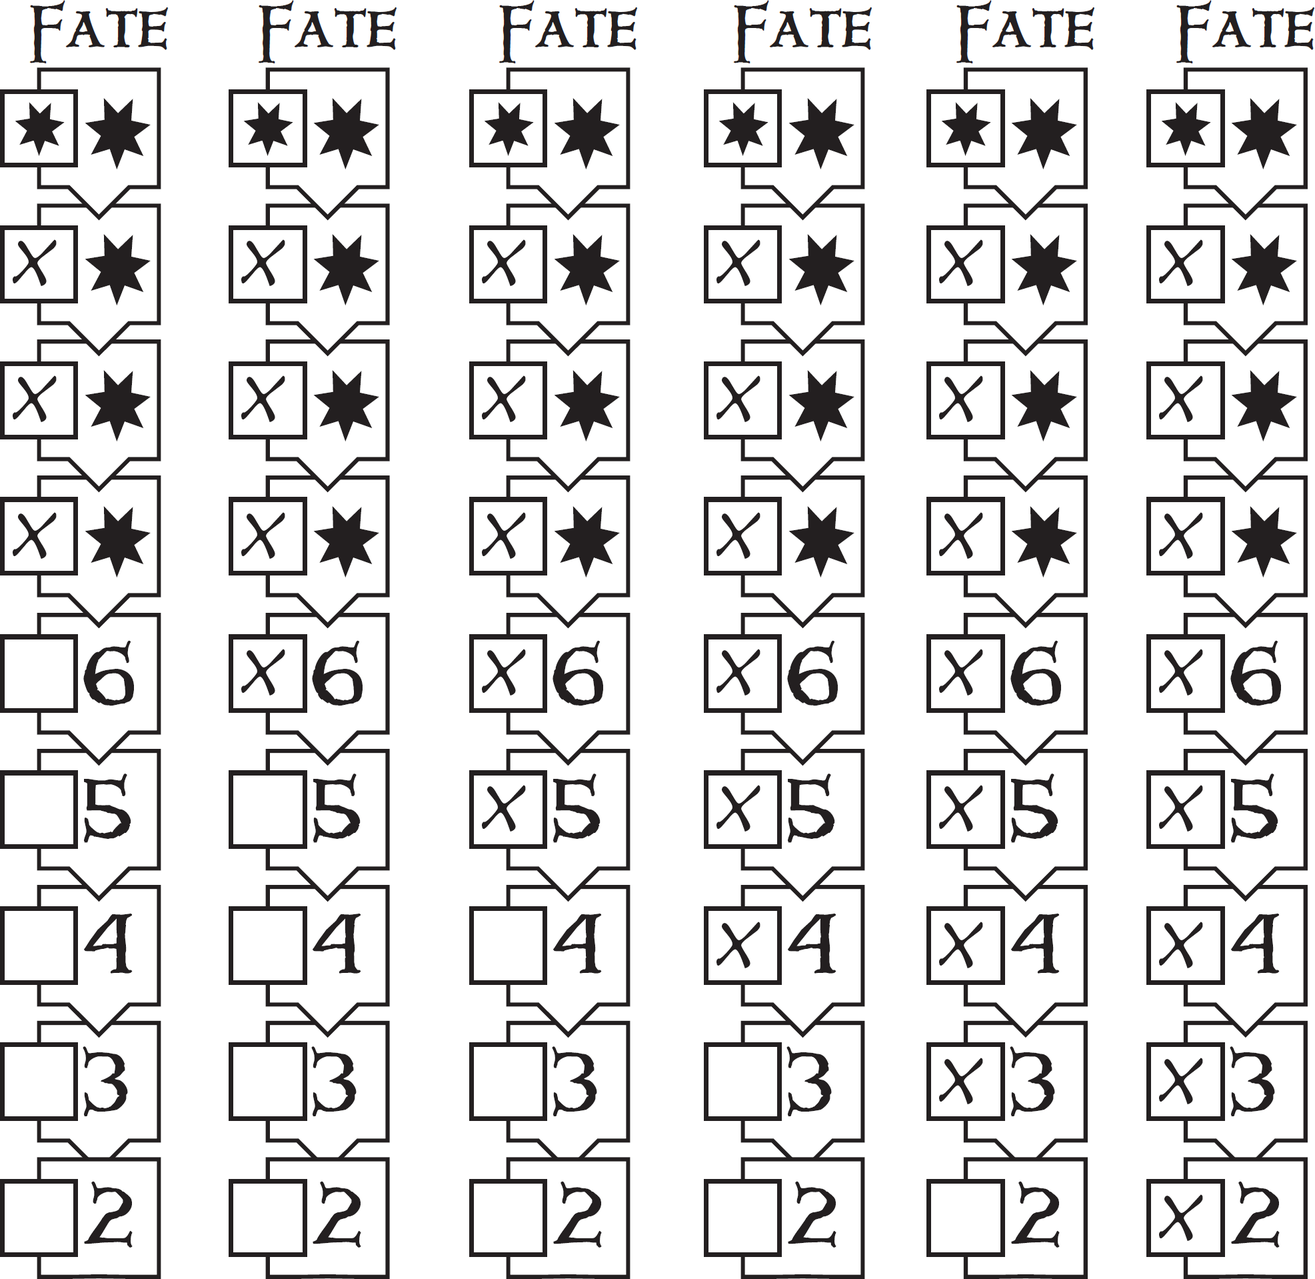 FATE FATE FATE FATE FATE FATE
X X X X X X
X X X X X X
X X X X X X
6 X 6 X 6 X 6 X 6 X 6
5 5 X 5 X 5 X 5 X 5
4 4 4 X 4 X 4 X 4
3 3 3 3 X 3 X 3
2 2 2 2 2 X 2